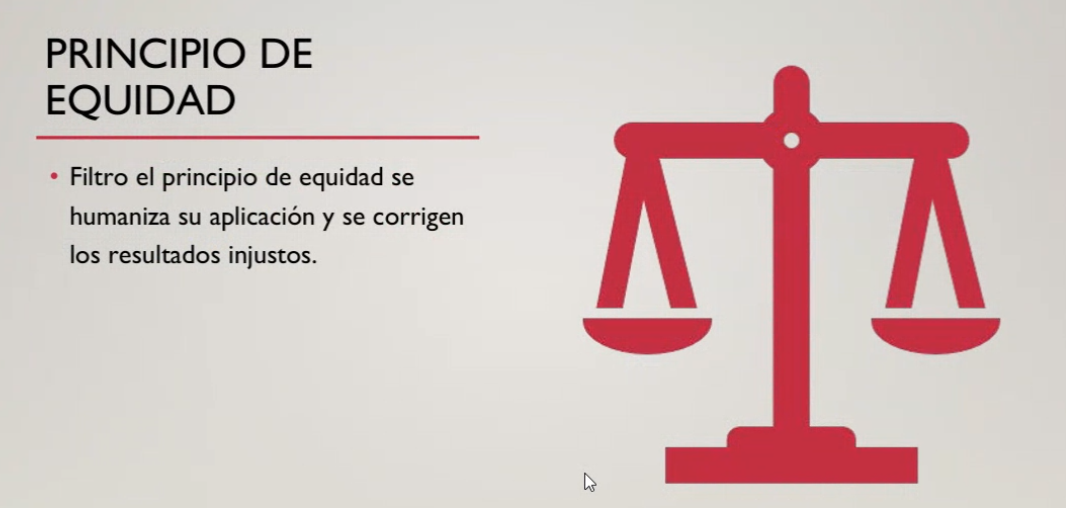 PRINCIPIO DE
EQUIDAD
• Filtro el principio de equidad se
humaniza su aplicación y se corrigen
los resultados injustos.